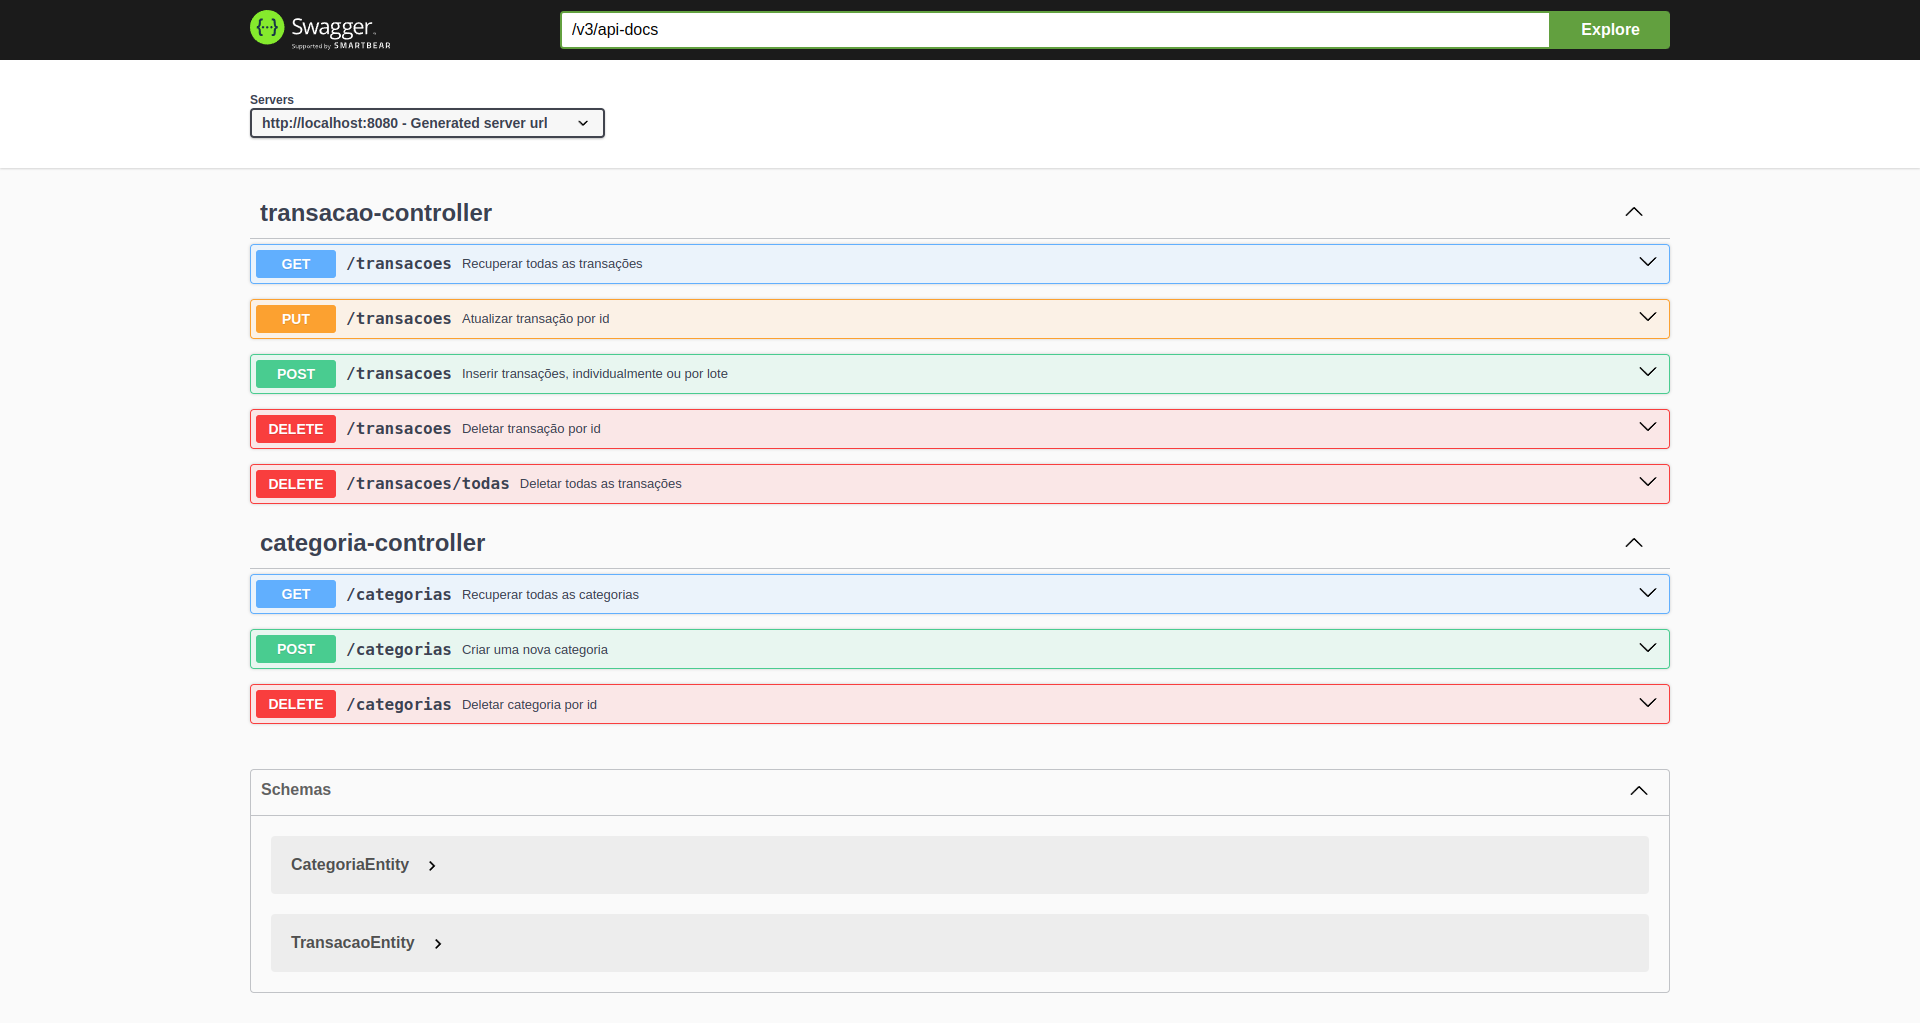 Swagger
Supported by SMARTBEAR
/v3/api-docs
Explore
Servers
http://localhost:8080 - Generated server url
transacao-controller
GET /transacoes Recuperar todas as transações
PUT /transacoes Atualizar transação por id
POST /transacoes Inserir transações, individualmente ou por lote
DELETE /transacoes Deletar transação por id
DELETE /transacoes/todas Deletar todas as transações
categoria-controller
GET /categorias Recuperar todas as categorias
POST /categorias Criar uma nova categoria
DELETE /categorias Deletar categoria por id
Schemas
CategoriaEntity
TransacaoEntity